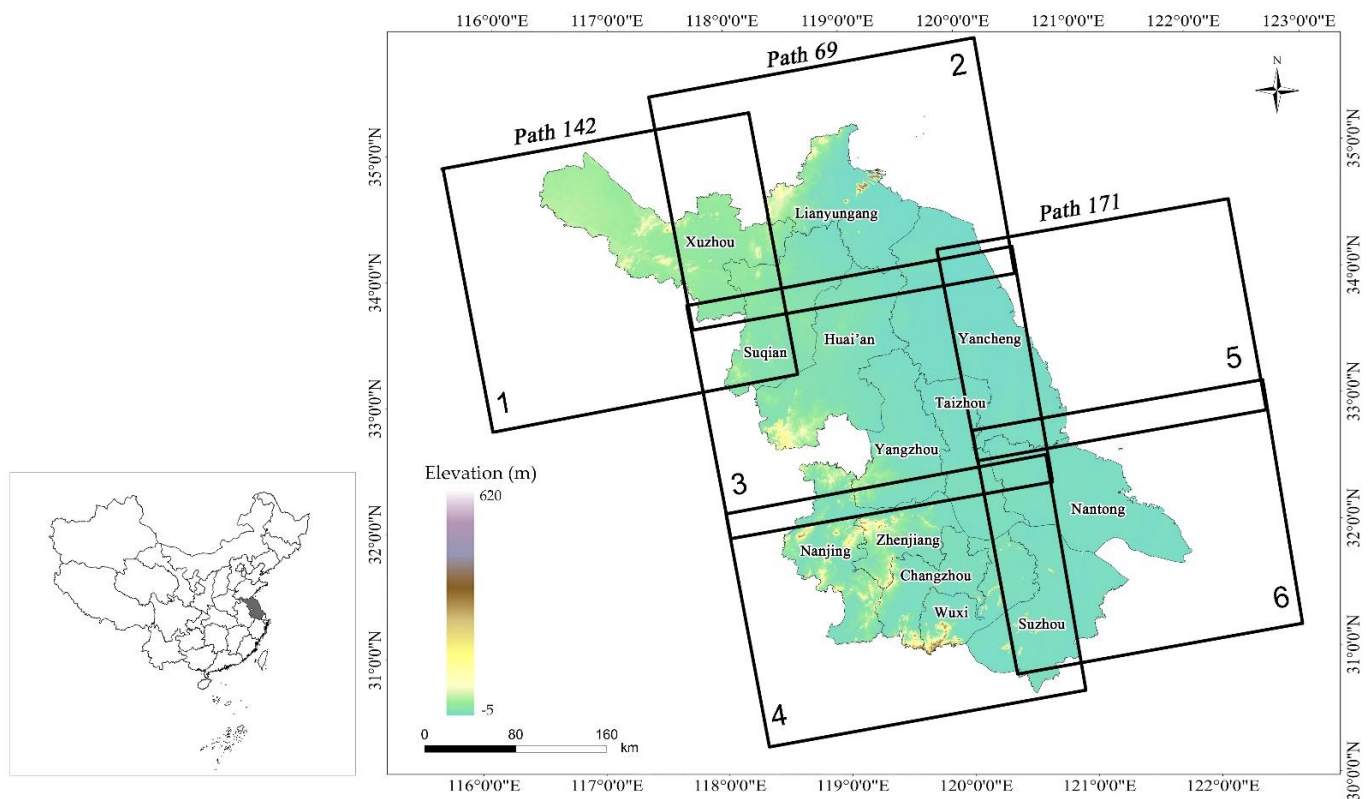 116°0'0"E 117°0'0"E 118°0'0"E 119°0'0"E 120°0'0"E 121°0'0"E 122°0'0"E 123°0'0"E
Path 69
2
N
Path 142
35°0'0"N
35°0'0"N
Path 171
Lianyungang
Xuzhou
34°0'0"N
34°0'0"N
Yancheng
Huai'an
Suqian
5
1
33°0'0"N
33°0'0"N
Taizhou
Yangzhou
Elevation (m)
620
3
Nantong
32°0'0"N
32°0'0"N
Zhenjiang
Nanjing
Changzhou
6
Wuxi
Suzhou
31°0'0"N
31°0'0"N
-5
4
0 80 160
km
30°0'0"N
116°0'0"E 117°0'0"E 118°0'0"E 119°0'0"E 120°0'0"E 121°0'0"E 122°0'0"E